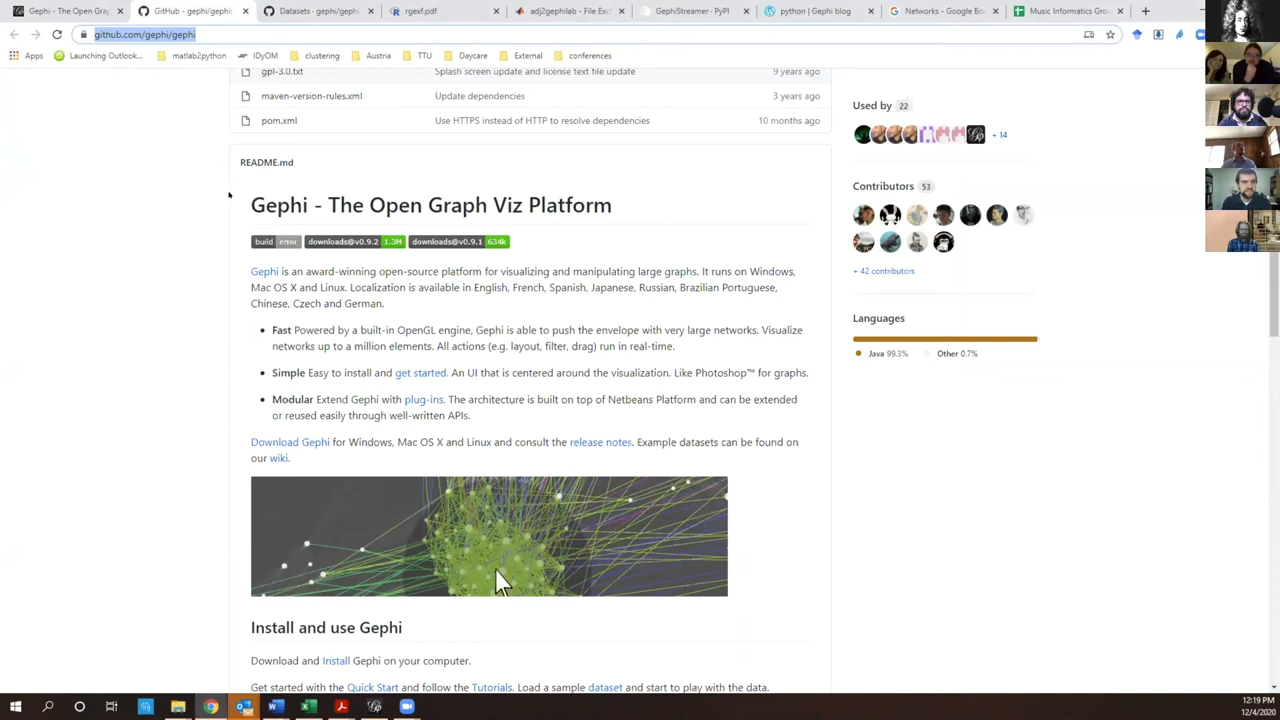 Gephi - The Open Grap
GitHub - gephi/gephi
Datasets · gephi/gephi
rgexf.pdf
adj2gephilab - File Exch
GephiStreamer · PyPI
python | Gephi blog
Networks - Google Bo
Music Informatics Grou
github.com/gephi/gephi
Apps
Launching Outlook...
matlab2python
IDyOM
clustering
Austria
TTU
Daycare
External
conferences
gpl-3.0.txt
Splash screen update and license text file update
9 years ago
maven-version-rules.xml
Update dependencies
3 years ago
pom.xml
Use HTTPS instead of HTTP to resolve dependencies
10 months ago
README.md
Gephi - The Open Graph Viz Platform
build error
downloads@v0.9.2 1.3M
downloads@v0.9.1 634k
Gephi is an award-winning open-source platform for visualizing and manipulating large graphs. It runs on Windows,
Mac OS X and Linux. Localization is available in English, French, Spanish, Japanese, Russian, Brazilian Portuguese,
Chinese, Czech and German.
• Fast Powered by a built-in OpenGL engine, Gephi is able to push the envelope with very large networks. Visualize
networks up to a million elements. All actions (e.g. layout, filter, drag) run in real-time.
• Simple Easy to install and get started. An UI that is centered around the visualization. Like Photoshop™ for graphs.
• Modular Extend Gephi with plug-ins. The architecture is built on top of Netbeans Platform and can be extended
or reused easily through well-written APIs.
Download Gephi for Windows, Mac OS X and Linux and consult the release notes. Example datasets can be found on
our wiki.
Install and use Gephi
Download and Install Gephi on your computer.
Get started with the Quick Start and follow the Tutorials. Load a sample dataset and start to play with the data.
Used by 22
+ 14
Contributors 53
+ 42 contributors
Languages
Java 99.3%
Other 0.7%
12:19 PM
12/4/2020